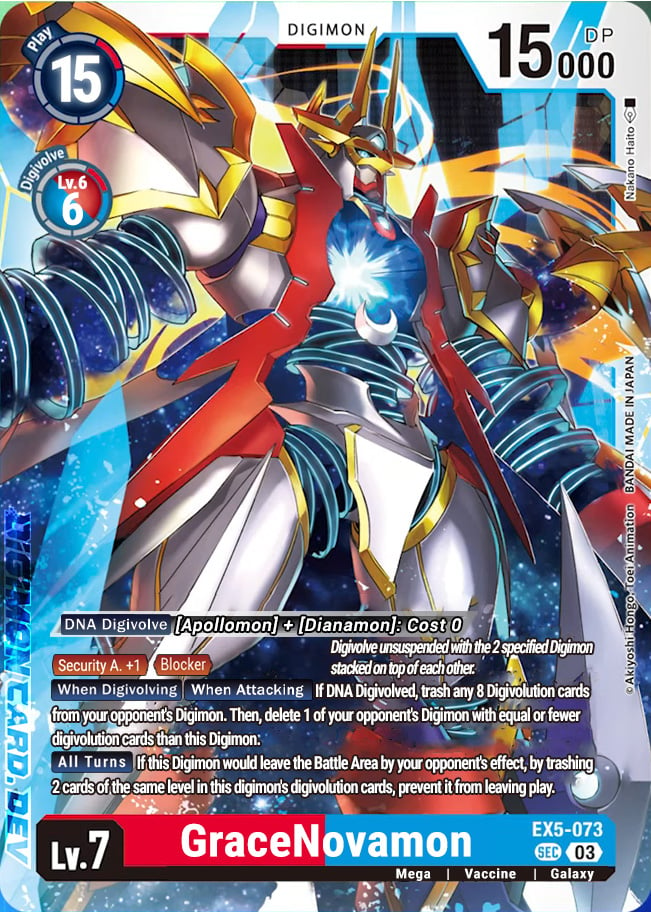 DIGIMON
Play
15
DP
15000
Digivolve
Lv.6
6
Nakano Haito
©Akiyoshi Hongo, Toei Animation BANDAI MADE IN JAPAN
DIGIMON CARD. DEV
DNA Digivolve [Apollomon] + [Dianamon]: Cost 0
Digivolve unsuspended with the 2 specified Digimon
stacked on top of each other.
Security A. +1 Blocker
When Digivolving When Attacking If DNA Digivolved, trash any 8 Digivolution cards
from your opponent's Digimon. Then, delete 1 of your opponent's Digimon with equal or fewer
digivolution cards than this Digimon.
All Turns If this Digimon would leave the Battle Area by your opponent's effect, by trashing
2 cards of the same level in this digimon's digivolution cards, prevent it from leaving play.
Lv.7
GraceNovamon
EX5-073
SEC 03
Mega | Vaccine | Galaxy